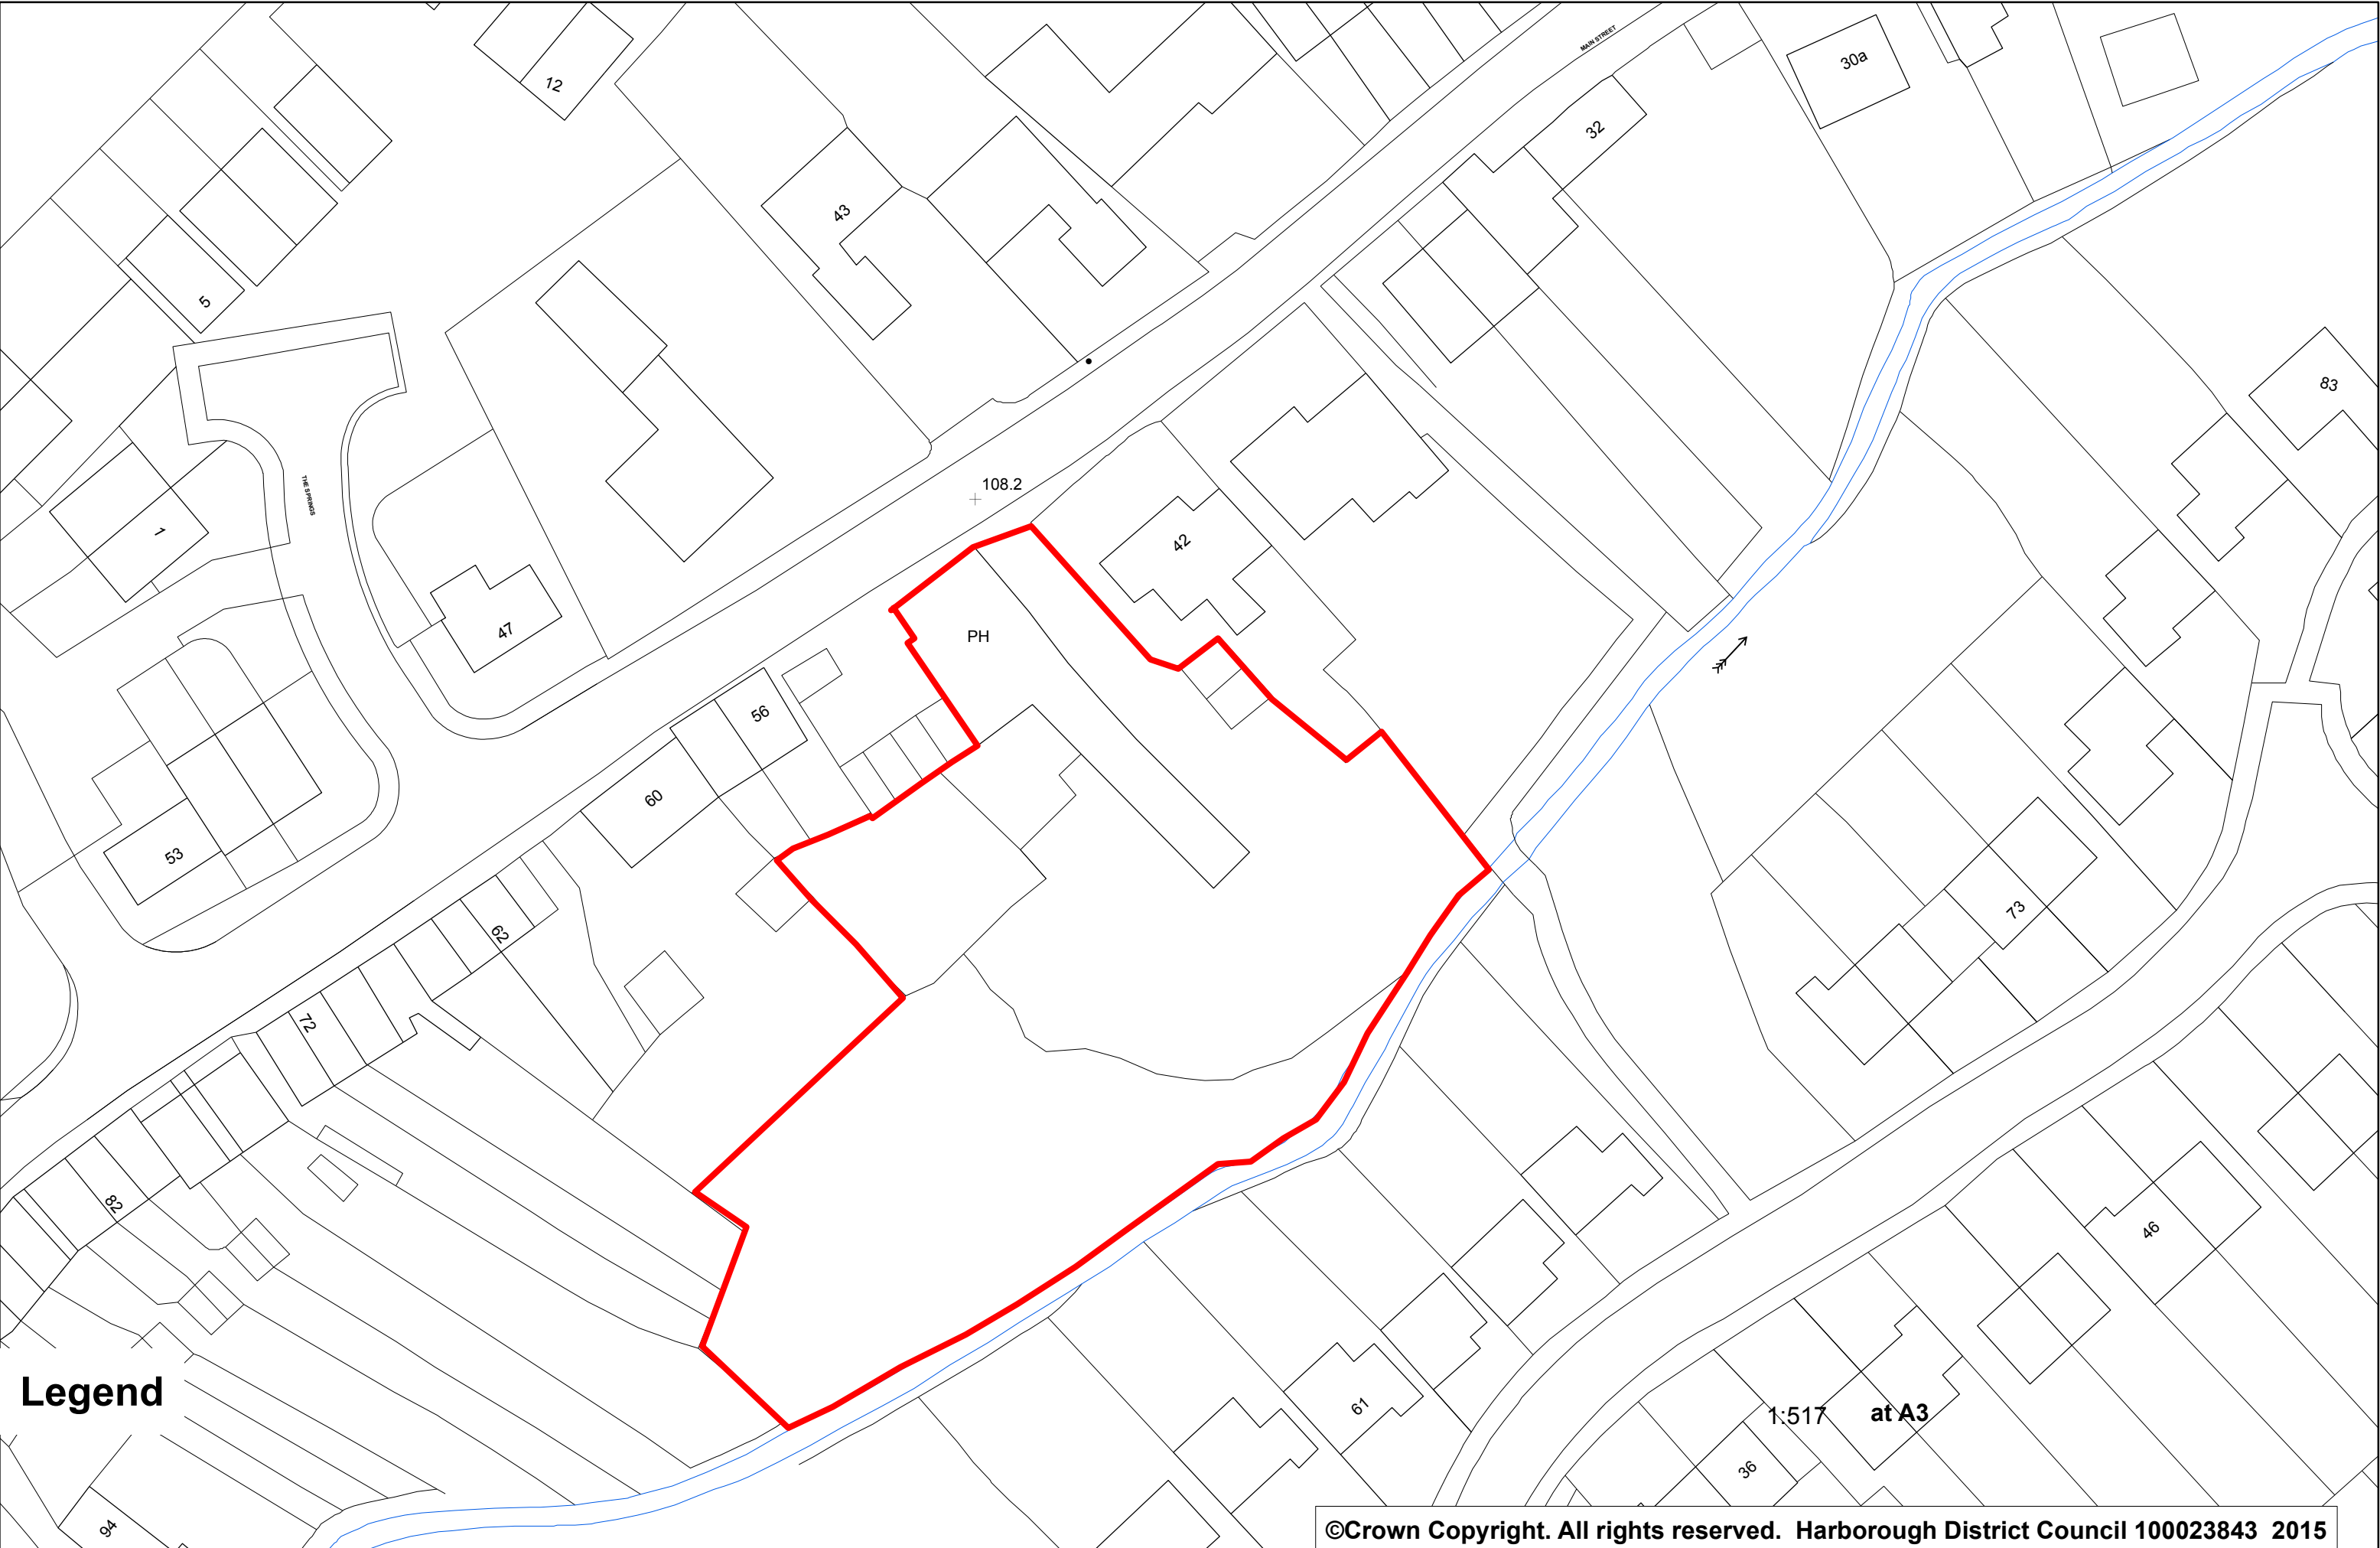 MAIN STREET
30a
12
32
43
5
83
108.2
THE SPRINGS
1
42
47
PH
56
60
53
73
62
72
82
46
Legend
61
1:517 at A3
36
94
©Crown Copyright. All rights reserved. Harborough District Council 100023843 2015